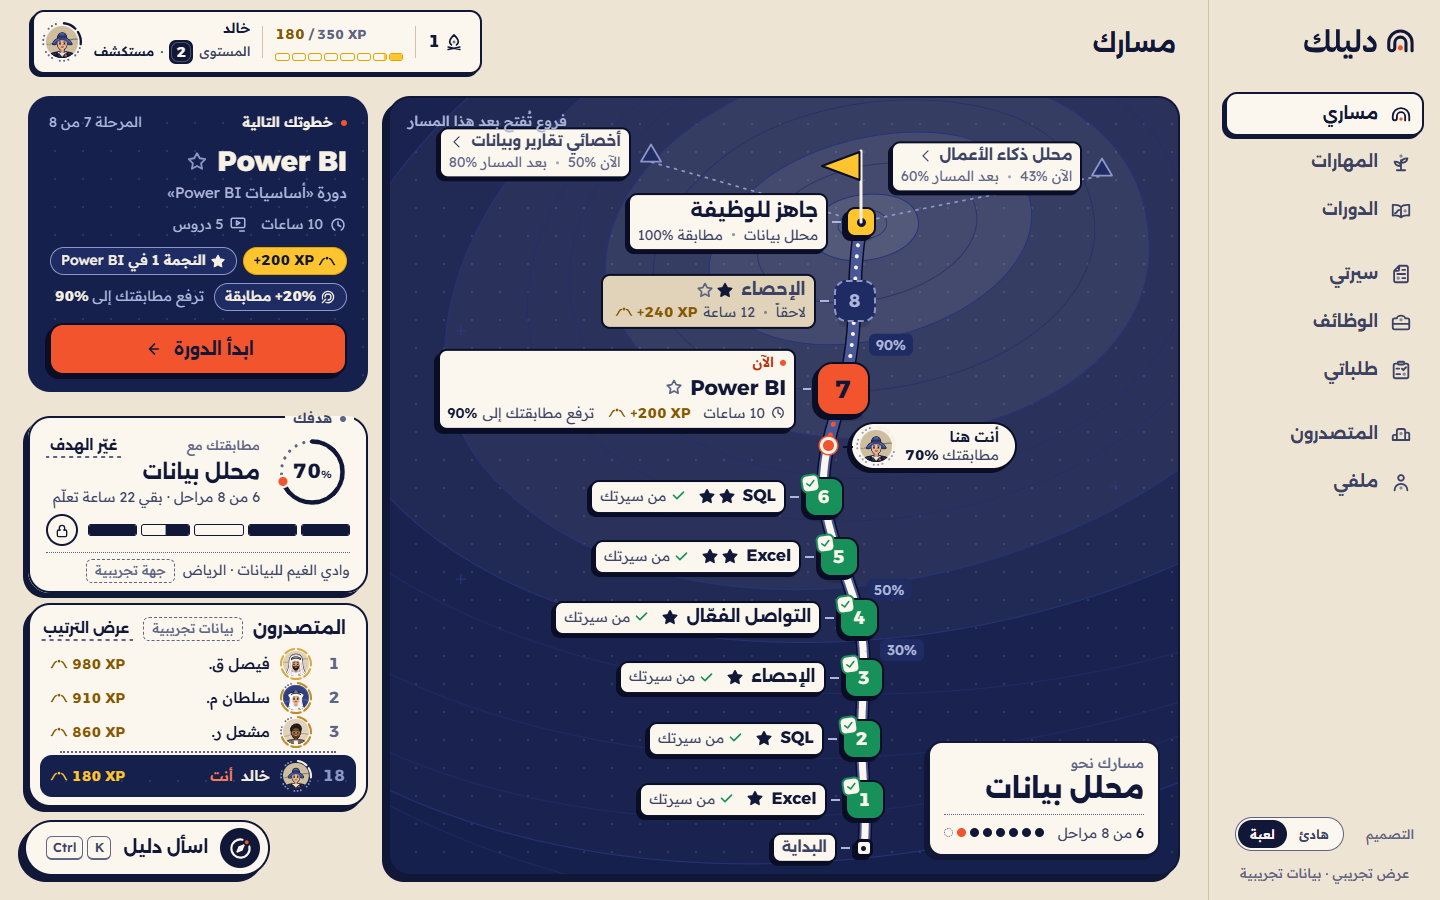 دليلك
مساري
المهارات
الدورات
سيرتي
الوظائف
طلباتي
المتصدرون
ملفي
التصميم
هادئ
لعبة
عرض تجريبي · بيانات تجريبية
مسارك
1
180 / 350 XP
خالد
المستوى 2 · مستكشف
فروع تُفتح بعد هذا المسار
محلل ذكاء الأعمال
الآن 43% · بعد المسار 60%
أخصائي تقارير وبيانات
الآن 50% · بعد المسار 80%
جاهز للوظيفة
محلل بيانات · مطابقة 100%
8
الإحصاء
لاحقاً · 12 ساعة +240 XP
90%
7
الآن
Power BI
10 ساعات +200 XP ترفع مطابقتك إلى 90%
أنت هنا
مطابقتك 70%
6
SQL من سيرتك
5
Excel من سيرتك
50%
4
التواصل الفعّال من سيرتك
30%
3
الإحصاء من سيرتك
2
SQL من سيرتك
1
Excel من سيرتك
البداية
مسارك نحو
محلل بيانات
6 من 8 مراحل
خطوتك التالية
المرحلة 7 من 8
Power BI
دورة «أساسيات Power BI»
10 ساعات 5 دروس
+200 XP
النجمة 1 في Power BI
+20% مطابقة
ترفع مطابقتك إلى 90%
ابدأ الدورة
هدفك
70%
مطابقتك مع
غيّر الهدف
محلل بيانات
6 من 8 مراحل · بقي 22 ساعة تعلّم
وادي الغيم للبيانات · الرياض
جهة تجريبية
المتصدرون
بيانات تجريبية
عرض الترتيب
1 فيصل ق. 980 XP
2 سلطان م. 910 XP
3 مشعل ر. 860 XP
18 خالد أنت 180 XP
اسأل دليل
Ctrl K